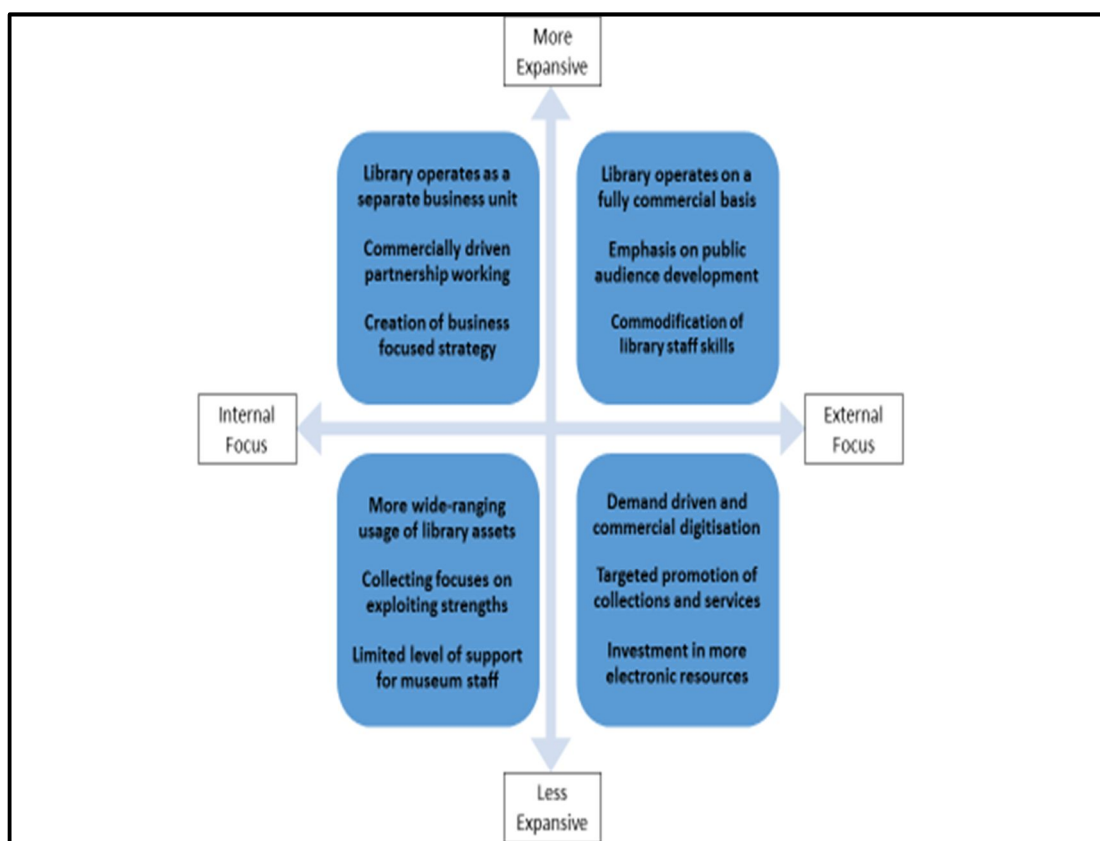 More
Expansive
Library operates as a
separate business unit
Commercially driven
partnership working
Creation of business
focused strategy
Library operates on a
fully commercial basis
Emphasis on public
audience development
Commodification of
library staff skills
Internal
Focus
External
Focus
More wide-ranging
usage of library assets
Collecting focuses on
exploiting strengths
Limited level of support
for museum staff
Demand driven and
commercial digitisation
Targeted promotion of
collections and services
Investment in more
electronic resources
Less
Expansive